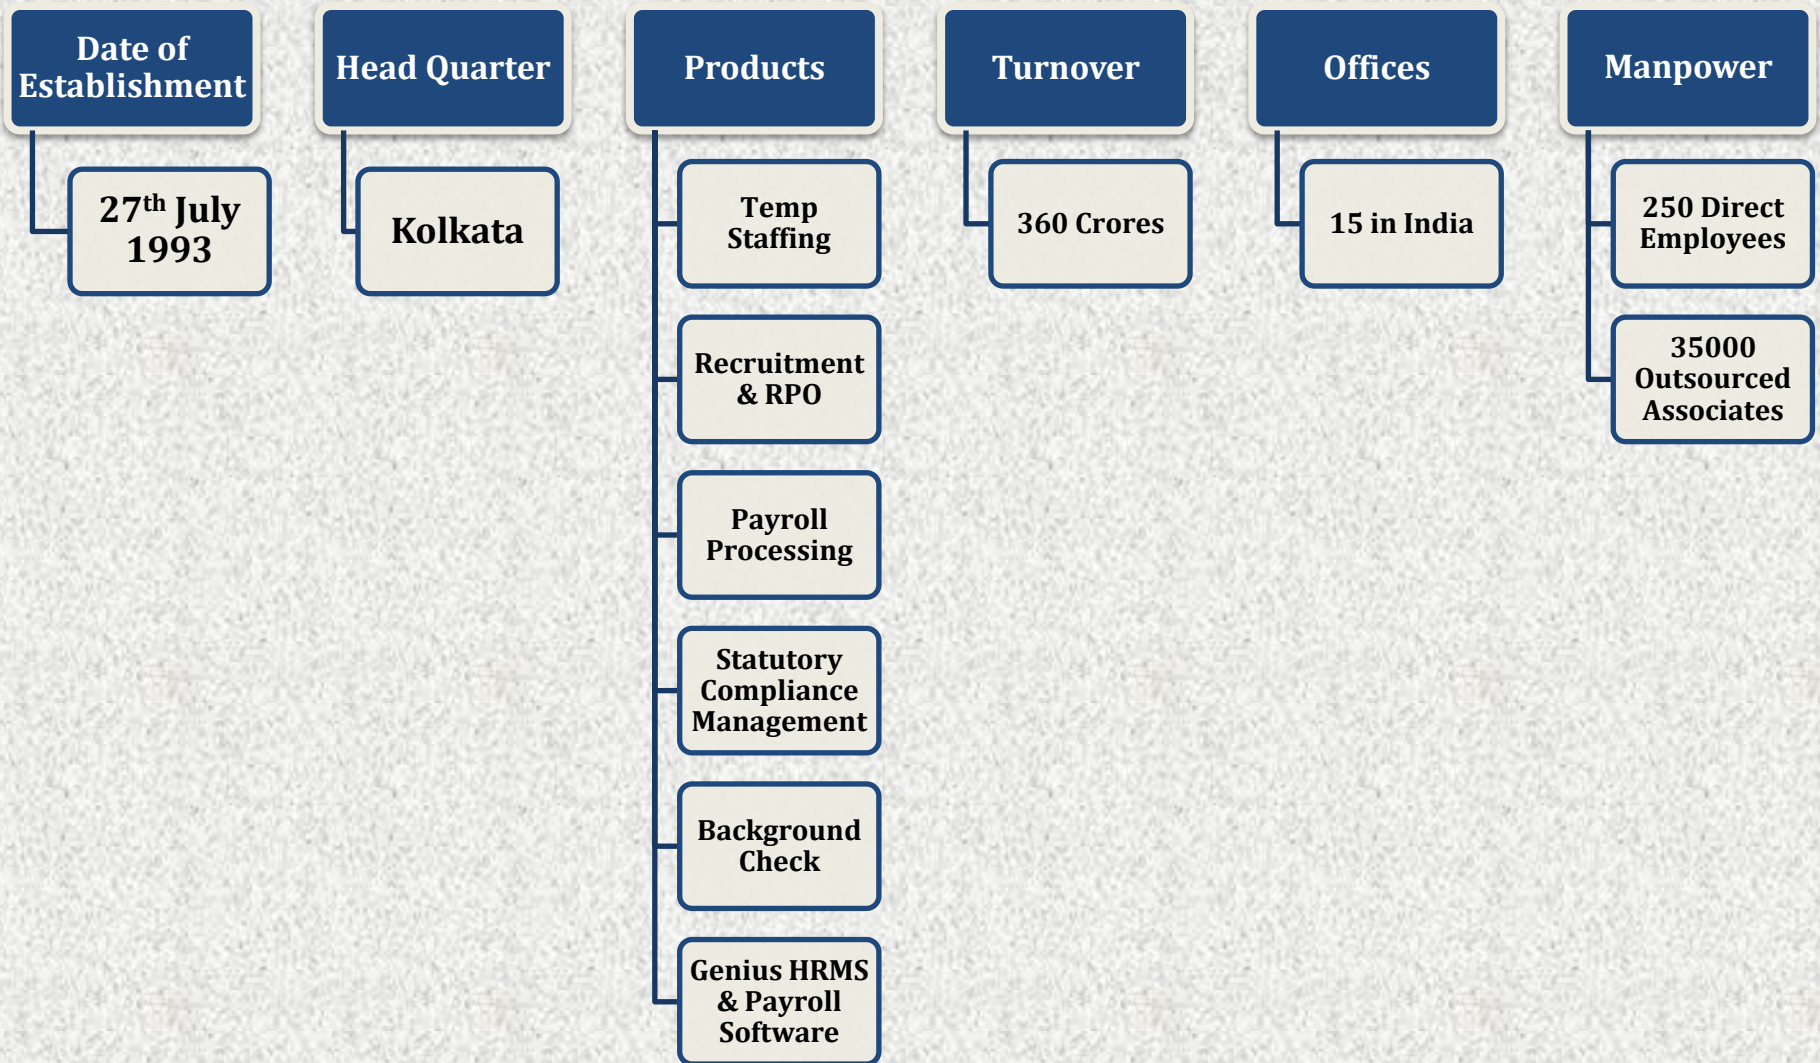 Date of
Establishment
27th July
1993
Head Quarter
Kolkata
Products
Temp
Staffing
Recruitment
& RPO
Payroll
Processing
Statutory
Compliance
Management
Background
Check
Genius HRMS
& Payroll
Software
Turnover
360 Crores
Offices
15 in India
Manpower
250 Direct
Employees
35000
Outsourced
Associates